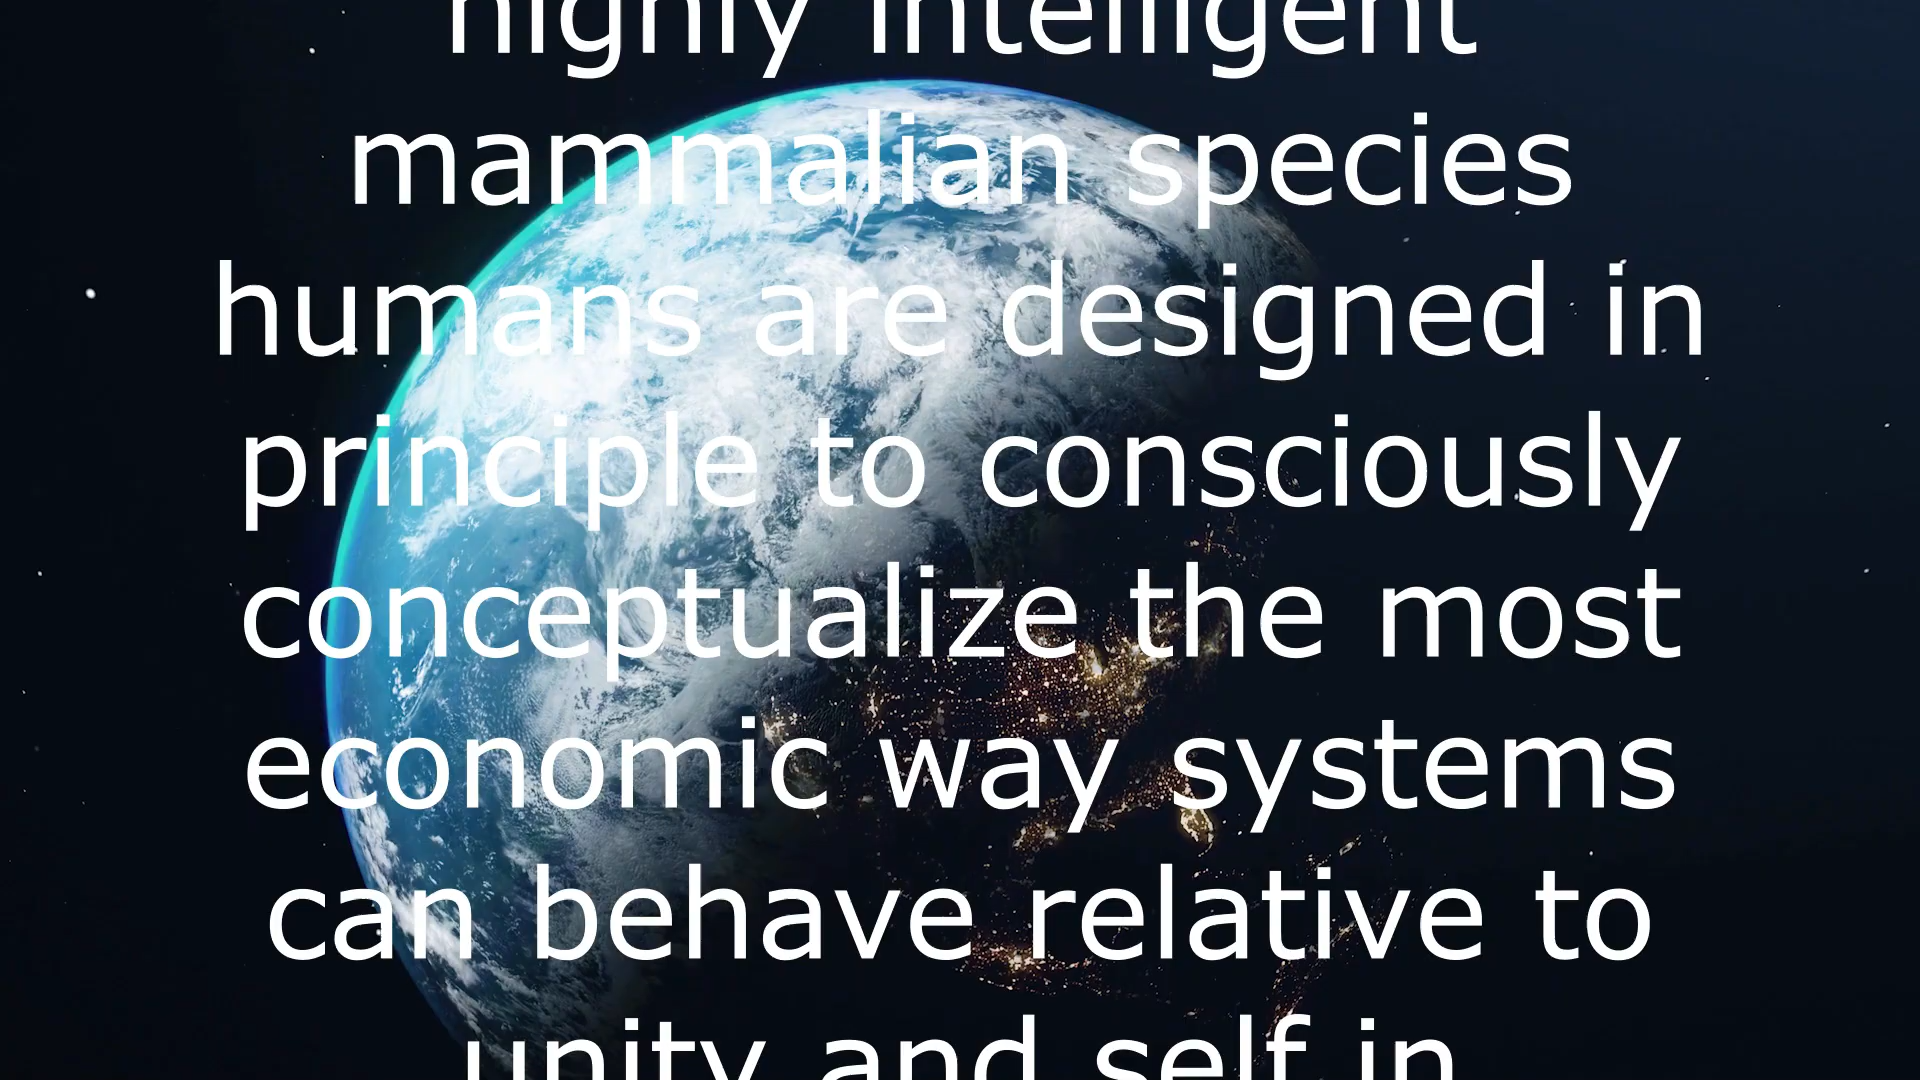 highly intelligent
mammalian species
humans are designed in
principle to consciously
conceptualize the most
economic way systems
can behave relative to
unity and self in